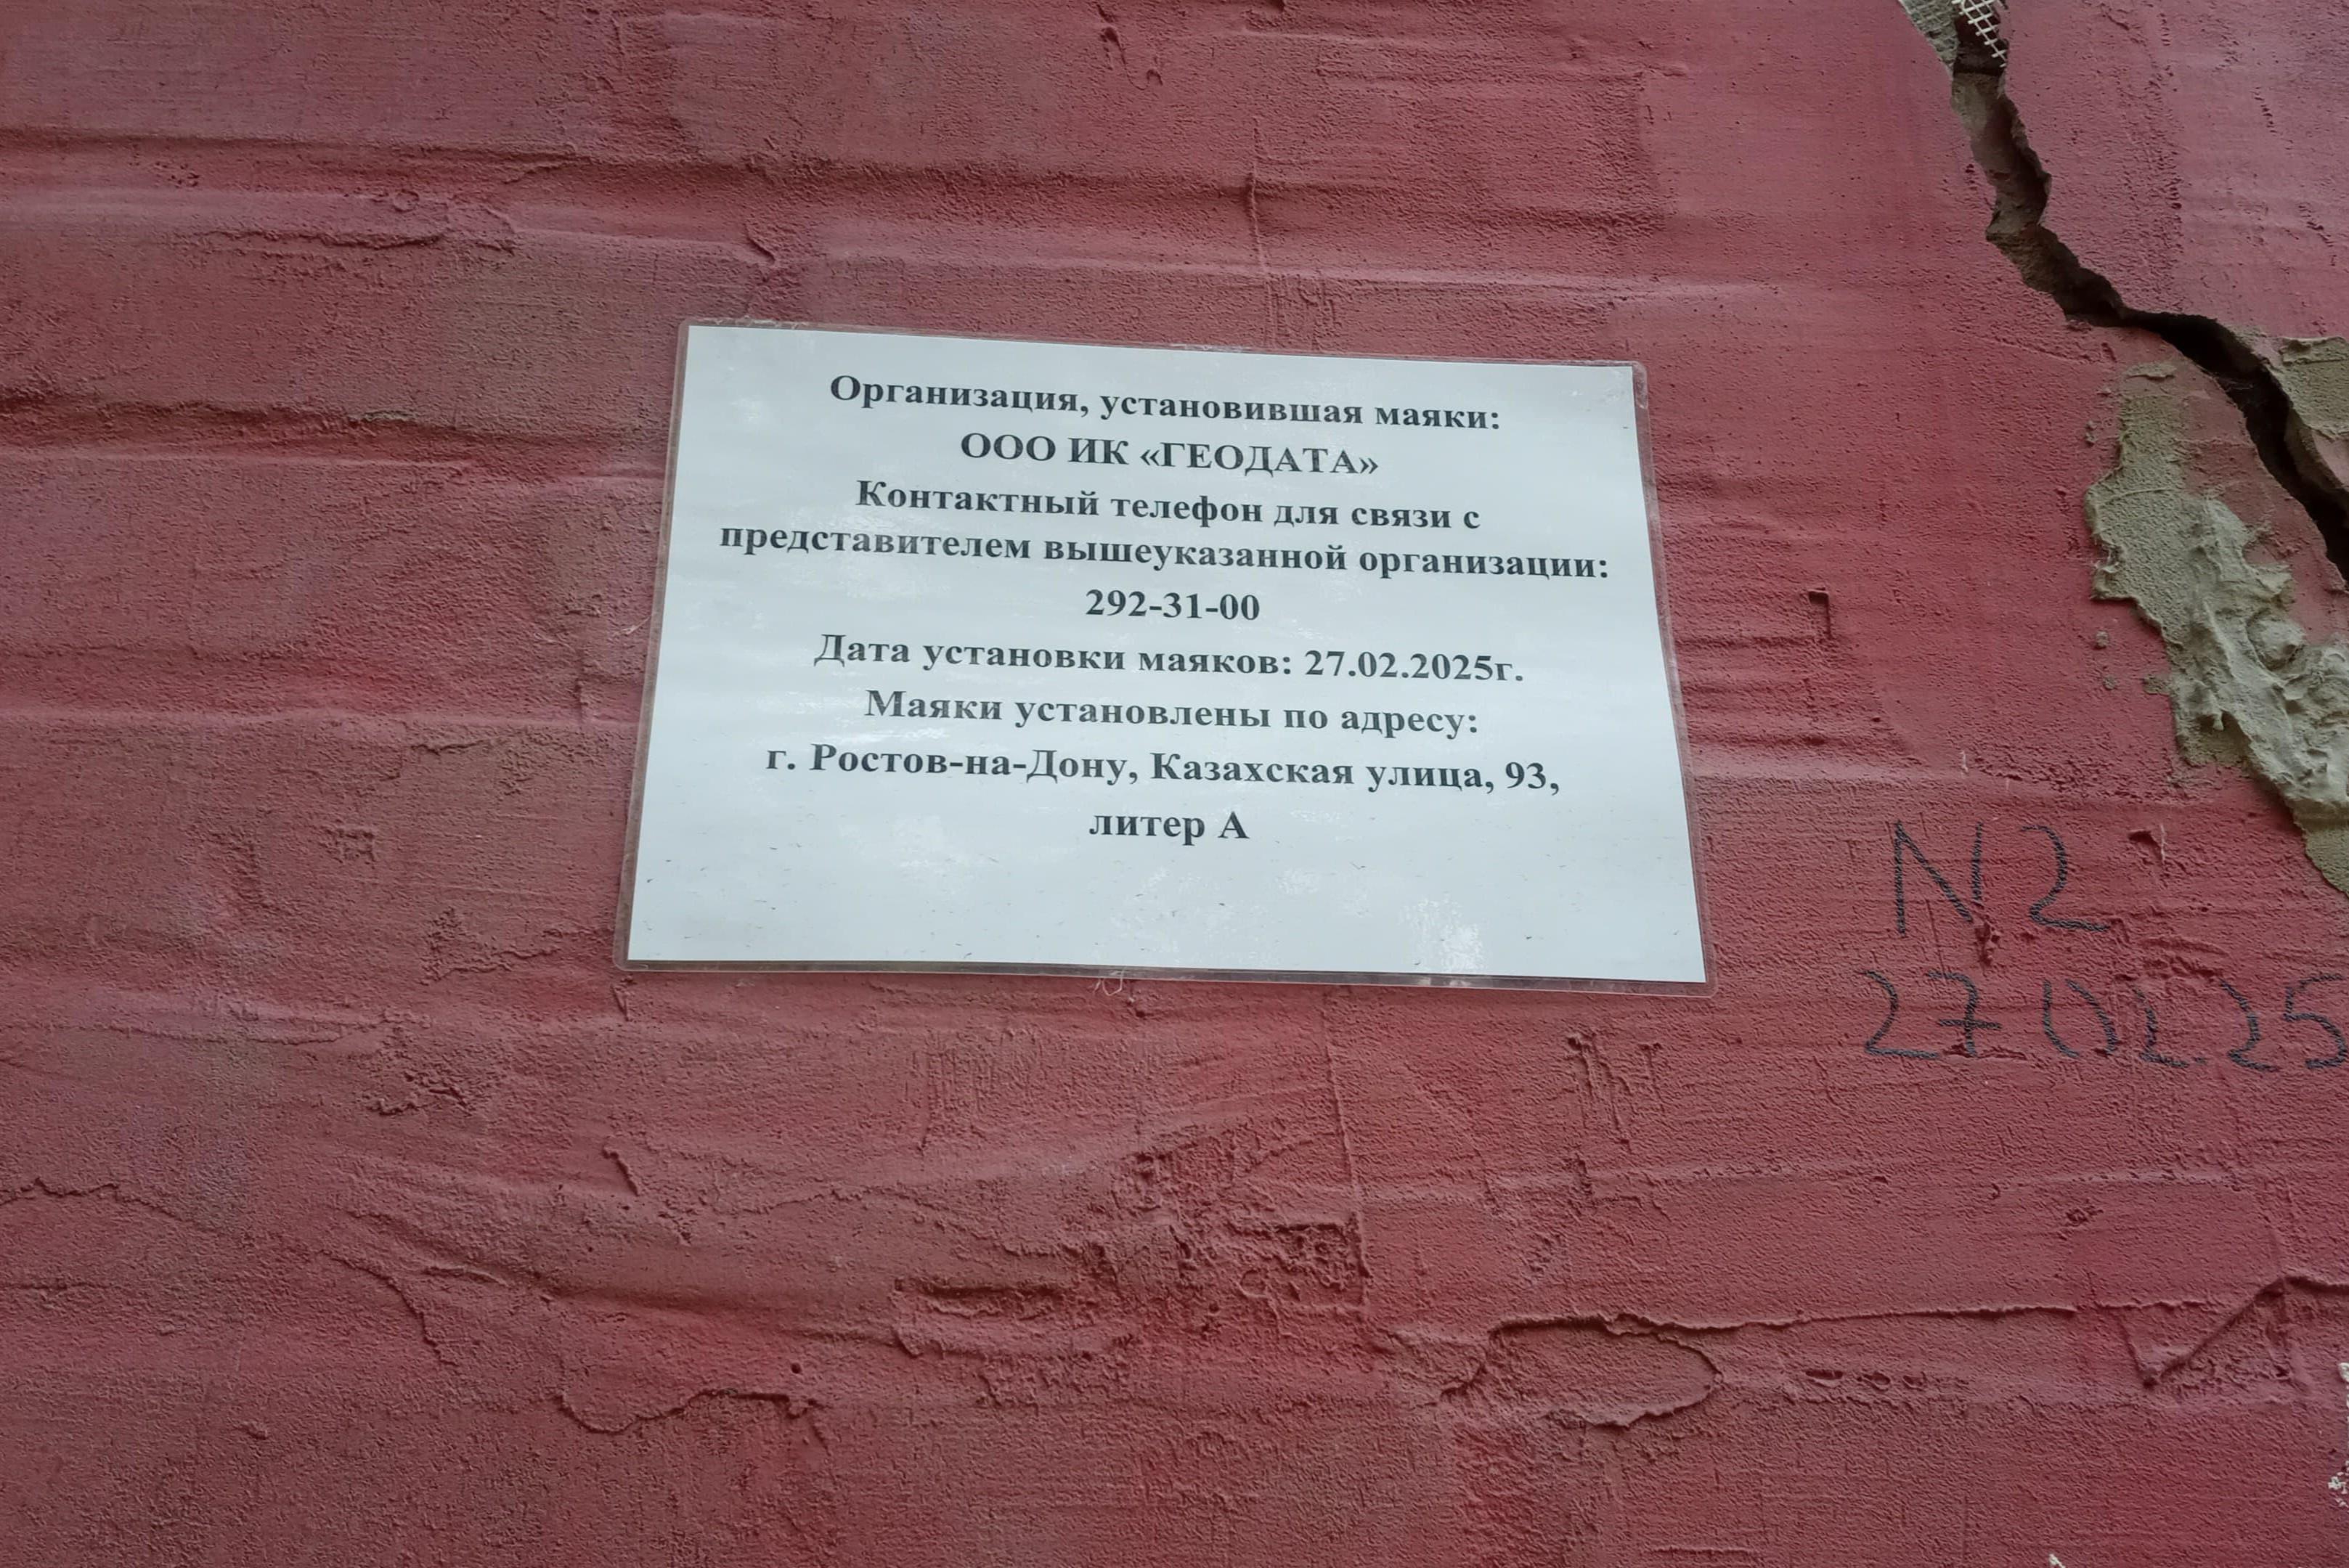 Организация, установившая маяки:
ООО ИК «ГЕОДАТА»
Контактный телефон для связи с
представителем вышеуказанной организации:
292-31-00
Дата установки маяков: 27.02.2025г.
Маяки установлены по адресу:
г. Ростов-на-Дону, Казахская улица, 93,
литер А
N2
27 02 25